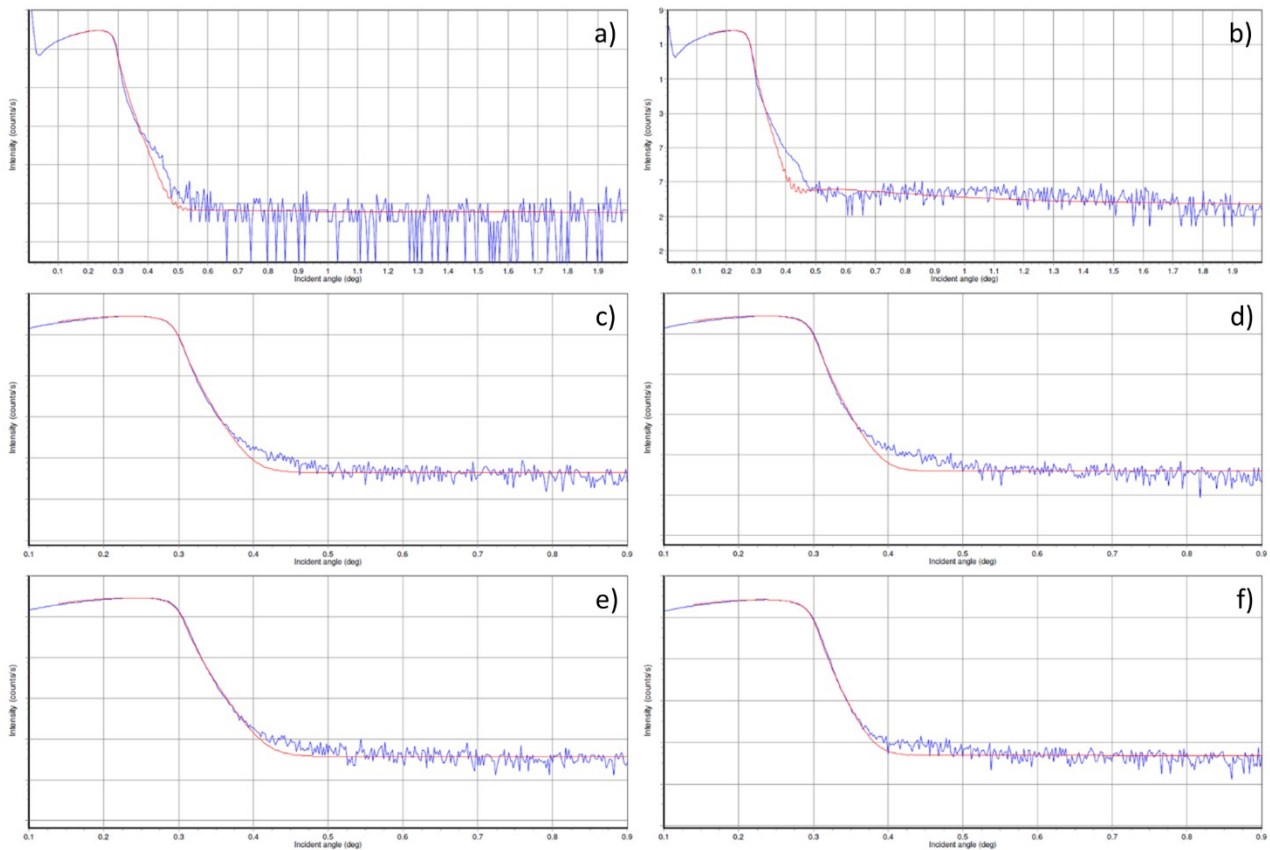 a)
Intensity (counts/s)
0.1 0.2 0.3 0.4 0.5 0.6 0.7 0.8 0.9 1 1.1 1.2 1.3 1.4 1.5 1.6 1.7 1.8 1.9
Incident angle (deg)
b)
9
1
1
3
7
7
2
2
Intensity (counts/s)
0.1 0.2 0.3 0.4 0.5 0.6 0.7 0.8 0.9 1 1.1 1.2 1.3 1.4 1.5 1.6 1.7 1.8 1.9
Incident angle (deg)
c)
Intensity (counts/s)
0.1 0.2 0.3 0.4 0.5 0.6 0.7 0.8 0.9
Incident angle (deg)
d)
Intensity (counts/s)
0.1 0.2 0.3 0.4 0.5 0.6 0.7 0.8 0.9
Incident angle (deg)
e)
Intensity (counts/s)
0.1 0.2 0.3 0.4 0.5 0.6 0.7 0.8 0.9
Incident angle (deg)
f)
Intensity (counts/s)
0.1 0.2 0.3 0.4 0.5 0.6 0.7 0.8 0.9
Incident angle (deg)